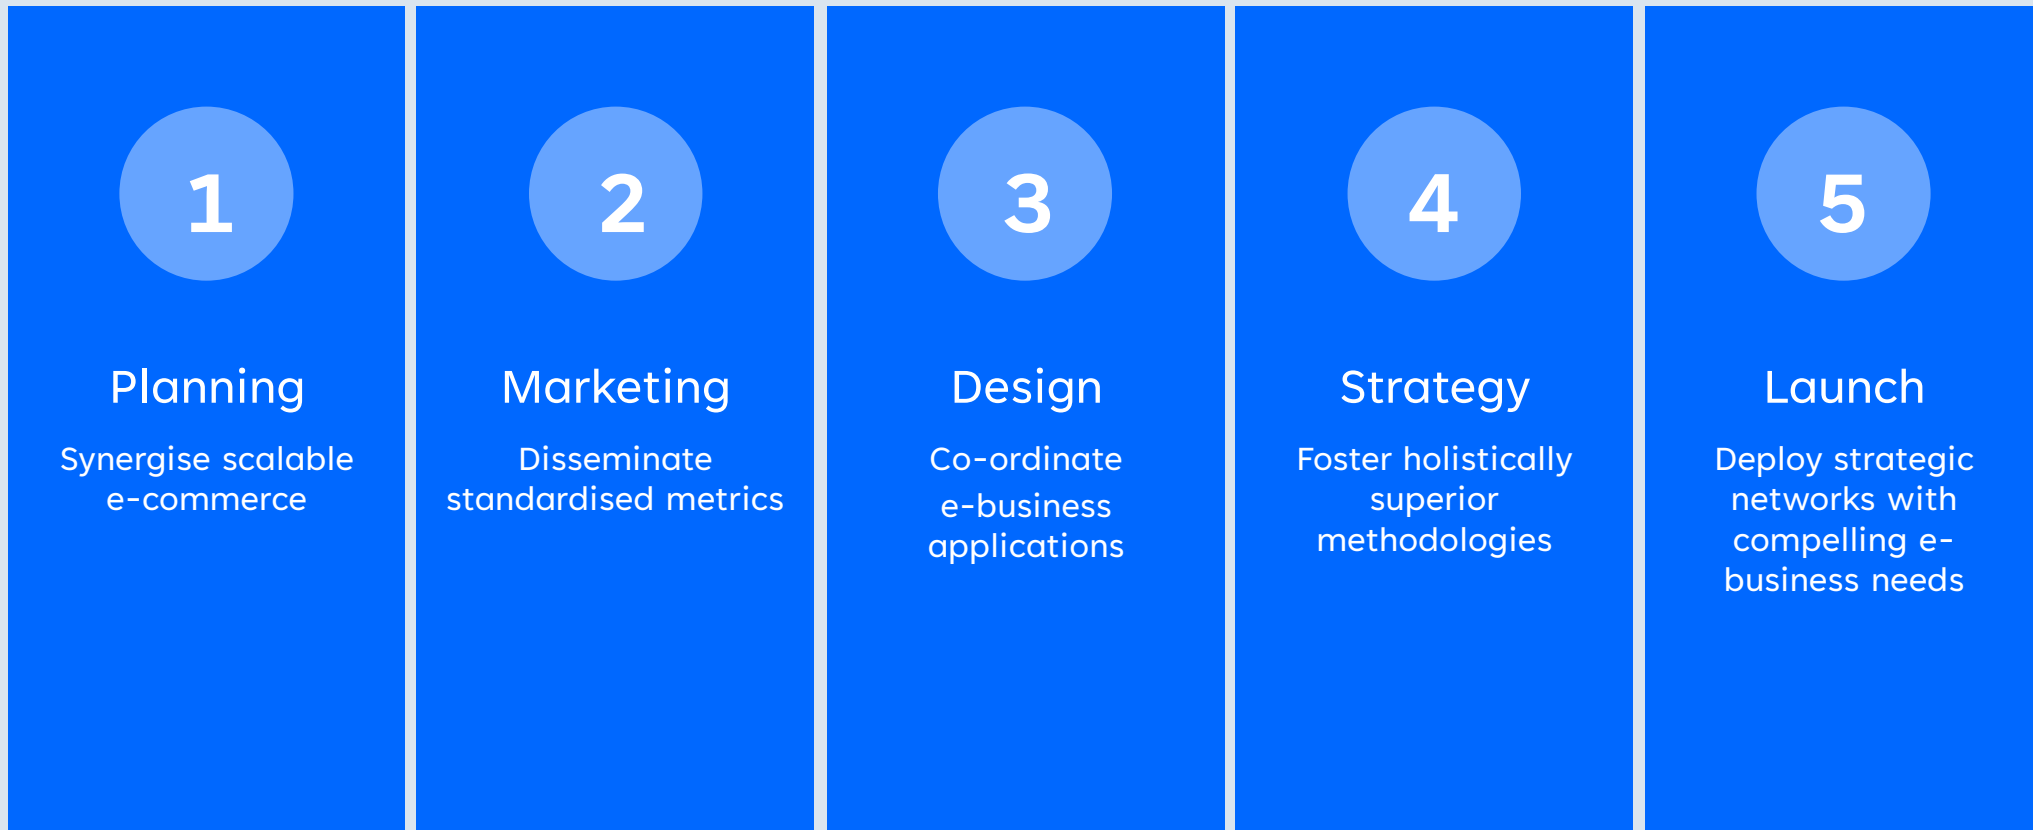 1
Planning
Synergise scalable
e-commerce
2
Marketing
Disseminate
standardised metrics
3
Design
Co-ordinate
e-business
applications
4
Strategy
Foster holistically
superior
methodologies
5
Launch
Deploy strategic
networks with
compelling e-
business needs